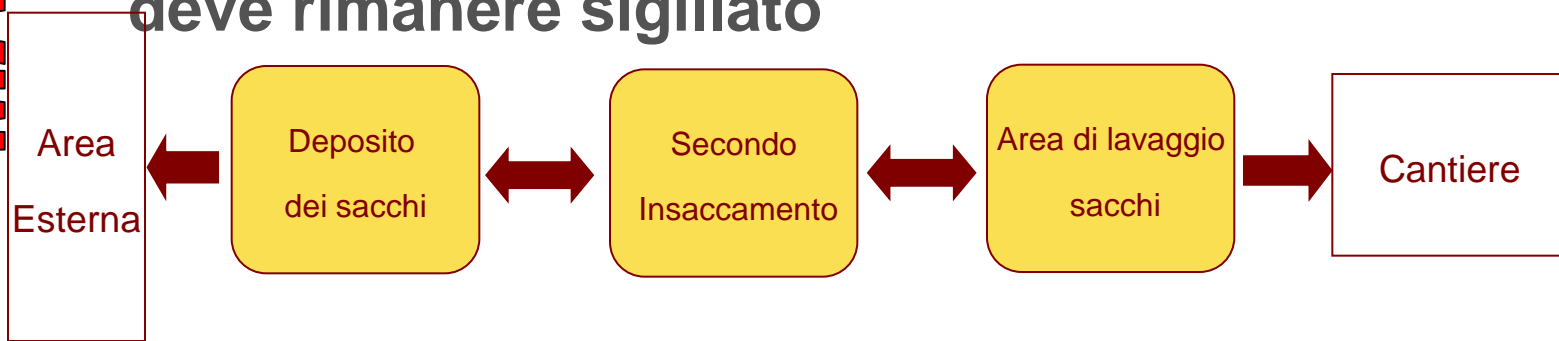 deve rimanere sigillato
Area
Esterna
Deposito
dei sacchi
Secondo
Insaccamento
Area di lavaggio
sacchi
Cantiere